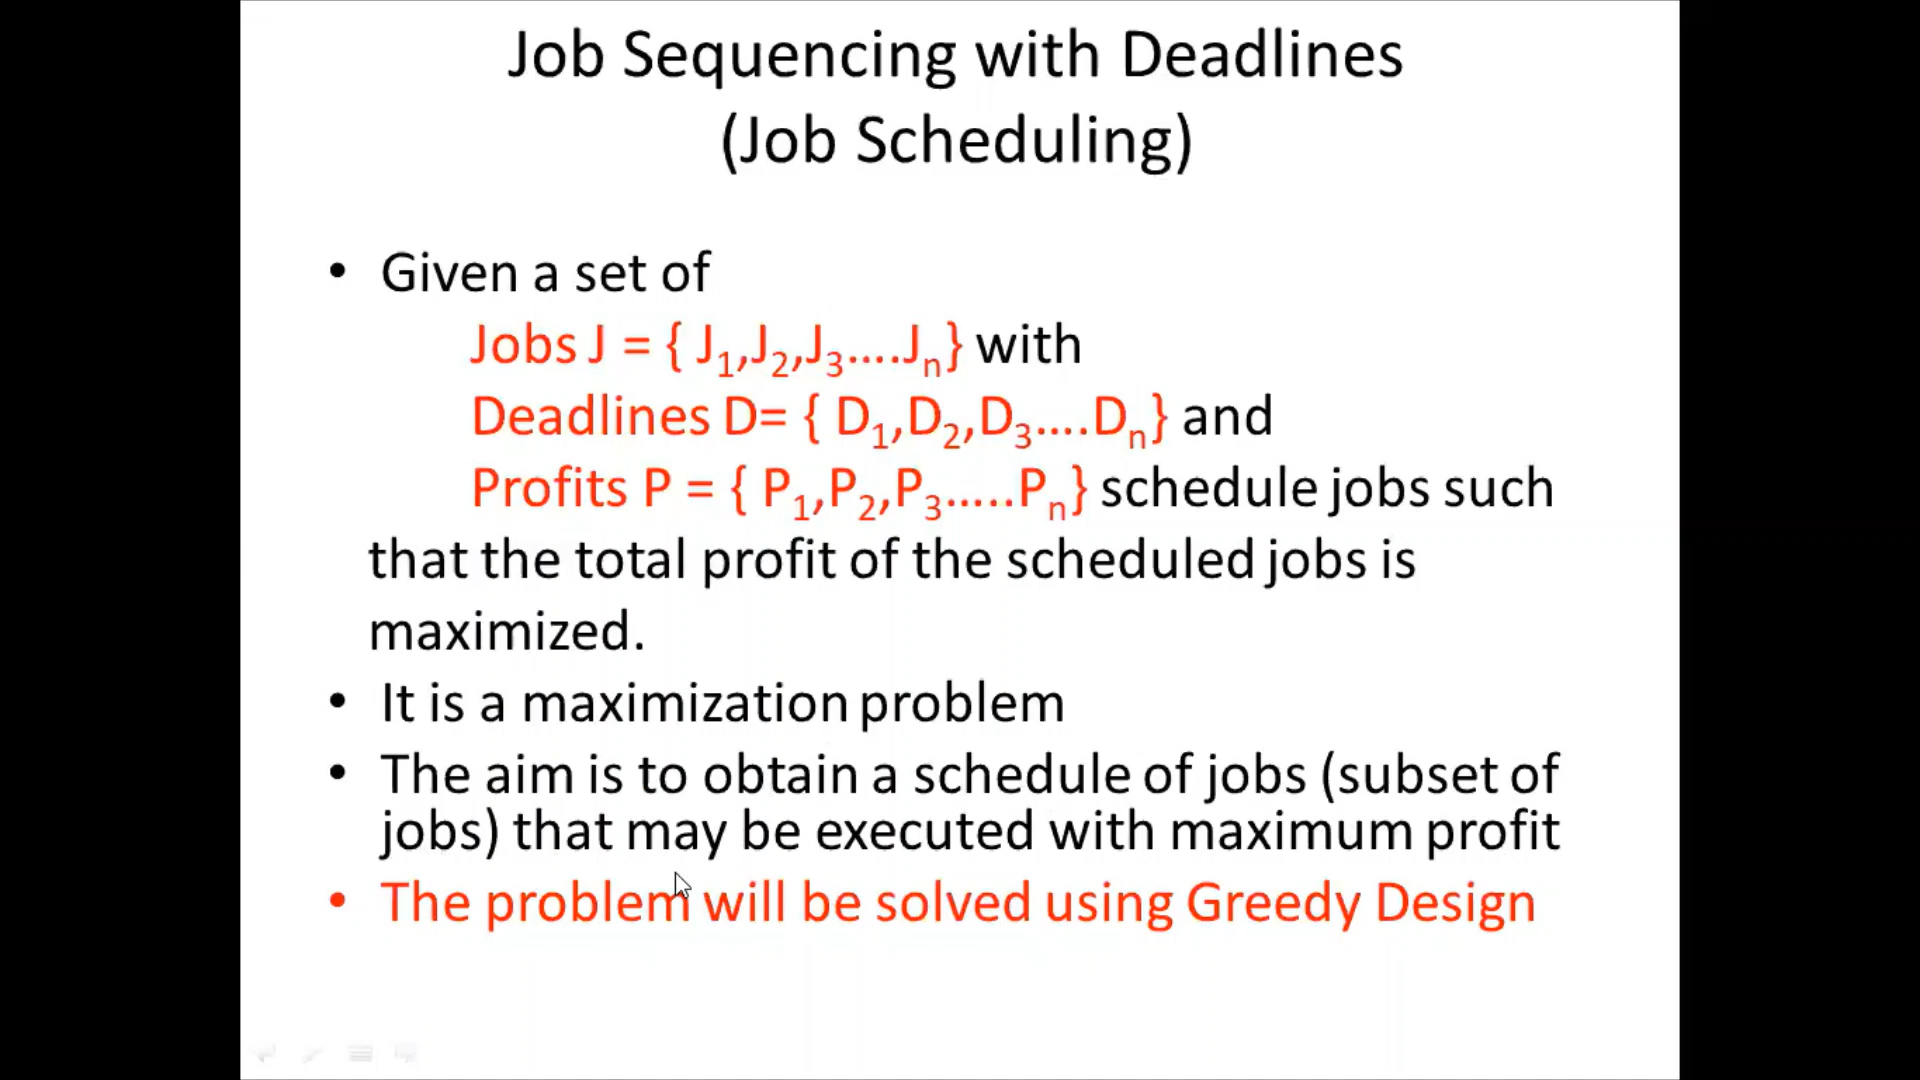 Job Sequencing with Deadlines
(Job Scheduling)
• Given a set of
Jobs J = { J1,J2,J3....Jn} with
Deadlines D= { D1,D2,D3....Dn} and
Profits P = { P1,P2,P3.....Pn} schedule jobs such
that the total profit of the scheduled jobs is
maximized.
• It is a maximization problem
• The aim is to obtain a schedule of jobs (subset of
jobs) that may be executed with maximum profit
• The problem will be solved using Greedy Design